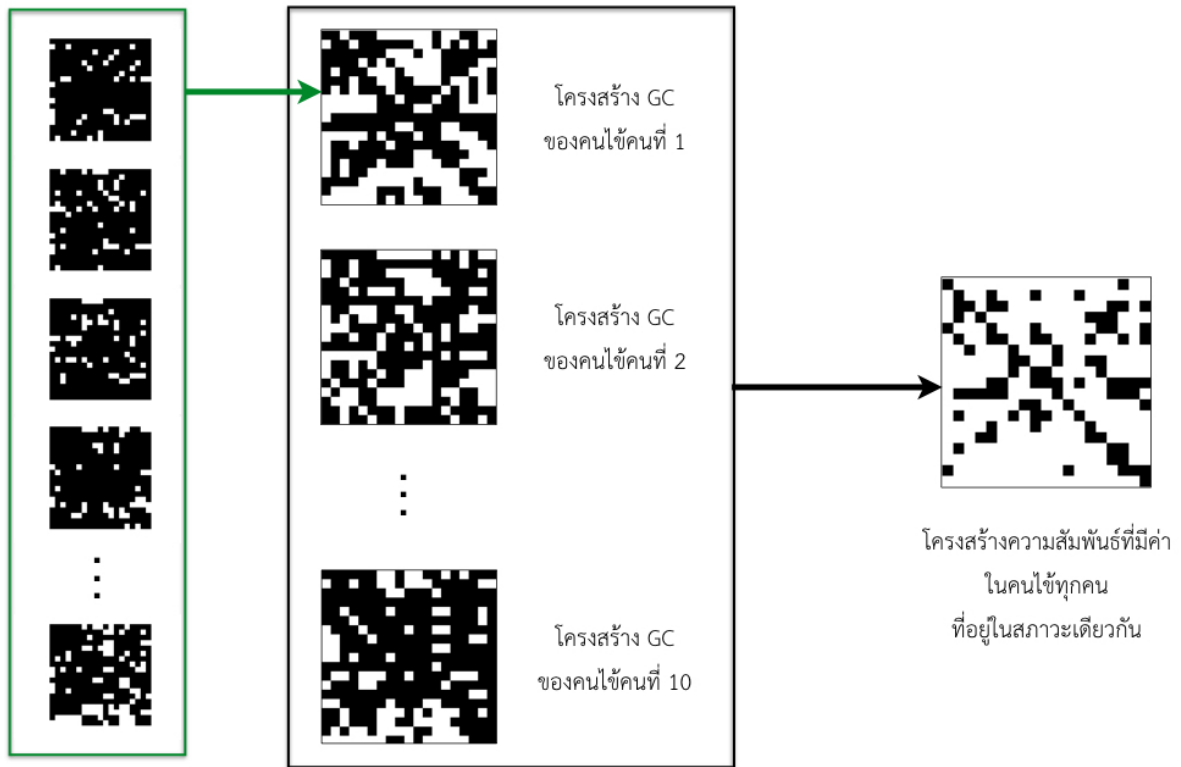 โครงสร้าง GC
ของคนไข้คนที่ 1
โครงสร้าง GC
ของคนไข้คนที่ 2
โครงสร้าง GC
ของคนไข้คนที่ 10
โครงสร้างความสัมพันธ์ที่มีค่า
ในคนไข้ทุกคน
ที่อยู่ในสภาวะเดียวกัน